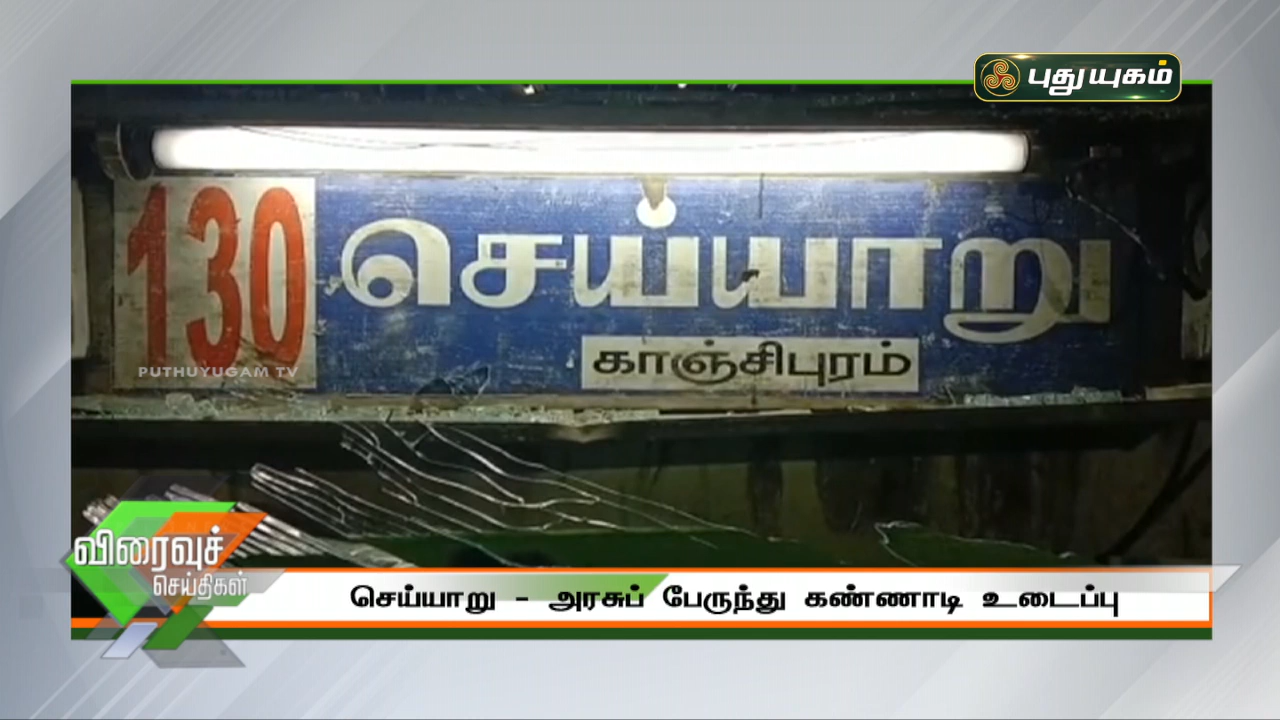 புதுயுகம்
130 செய்யாறு
காஞ்சிபுரம்
PUTHUYUGAM TV
விரைவுச்
செய்திகள்
செய்யாறு - அரசுப் பேருந்து கண்ணாடி உடைப்பு